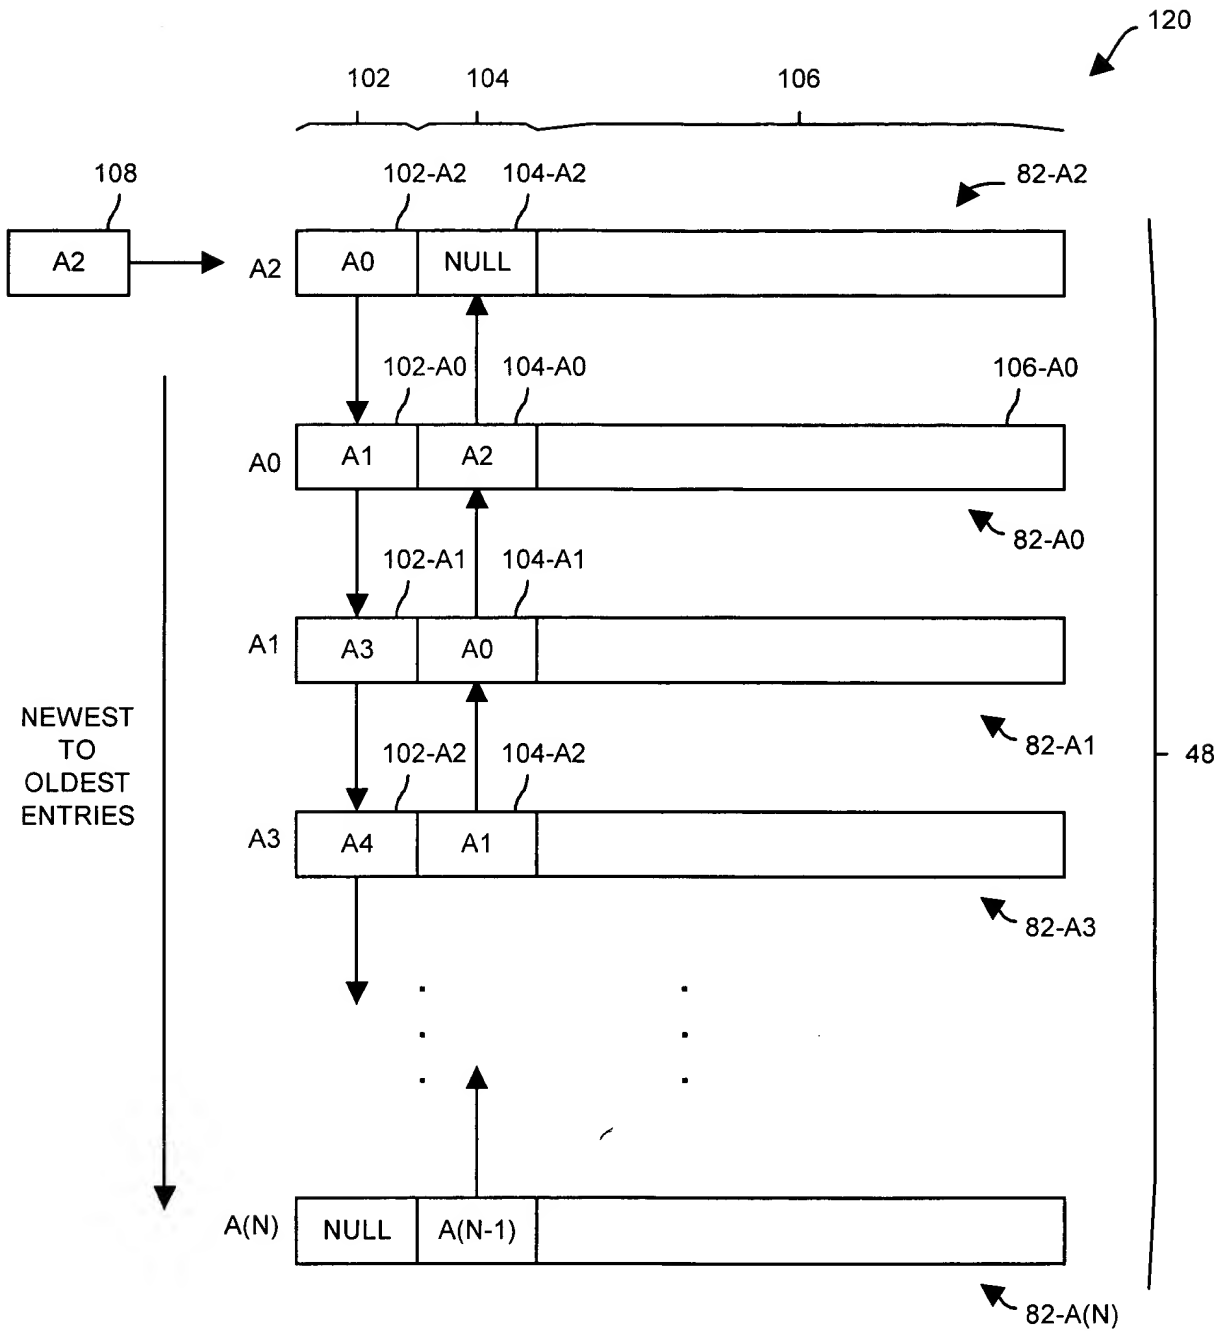 120
102 104 106
108 102-A2 104-A2 82-A2
A2 A2 A0 NULL
102-A0 104-A0 106-A0
A0 A1 A2
82-A0
102-A1 104-A1
A1 A3 A0
NEWEST
TO
OLDEST
ENTRIES
82-A1
48
102-A2 104-A2
A3 A4 A1
82-A3
A(N) NULL A(N-1)
82-A(N)